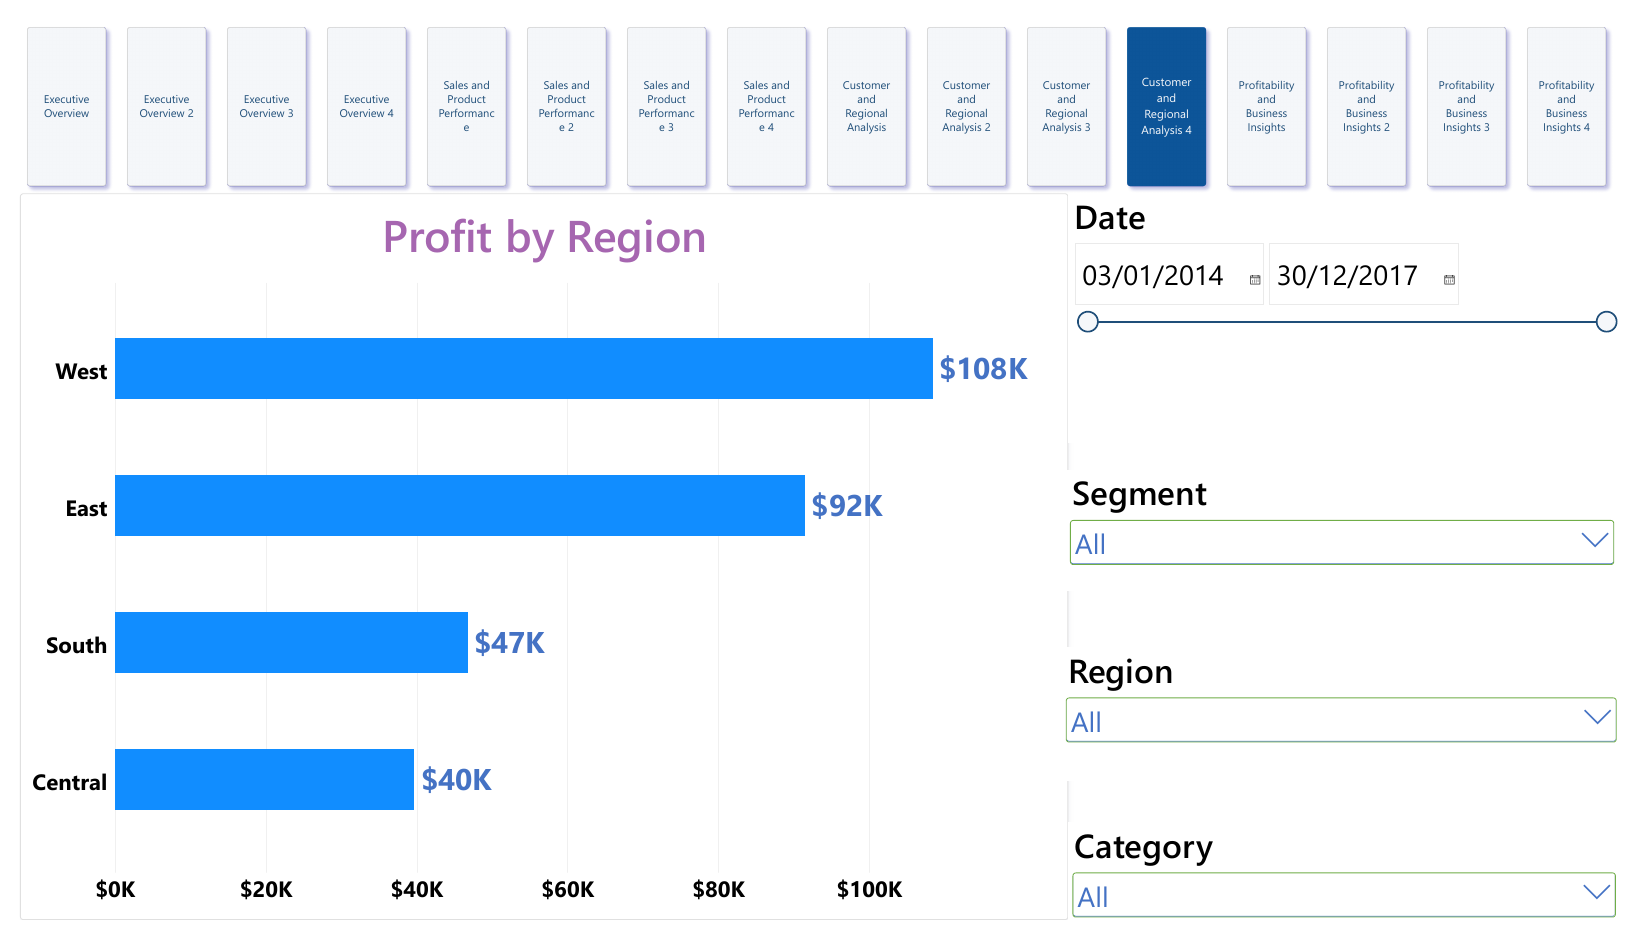 Executive
Overview
Executive
Overview 2
Executive
Overview 3
Executive
Overview 4
Sales and
Product
Performanc
e
Sales and
Product
Performanc
e 2
Sales and
Product
Performanc
e 3
Sales and
Product
Performanc
e 4
Customer
and
Regional
Analysis
Customer
and
Regional
Analysis 2
Customer
and
Regional
Analysis 3
Customer
and
Regional
Analysis 4
Profitability
and
Business
Insights
Profitability
and
Business
Insights 2
Profitability
and
Business
Insights 3
Profitability
and
Business
Insights 4
Profit by Region
West
$108K
East
$92K
South
$47K
Central
$40K
$0K $20K $40K $60K $80K $100K
Date
03/01/2014
30/12/2017
Segment
All
Region
All
Category
All